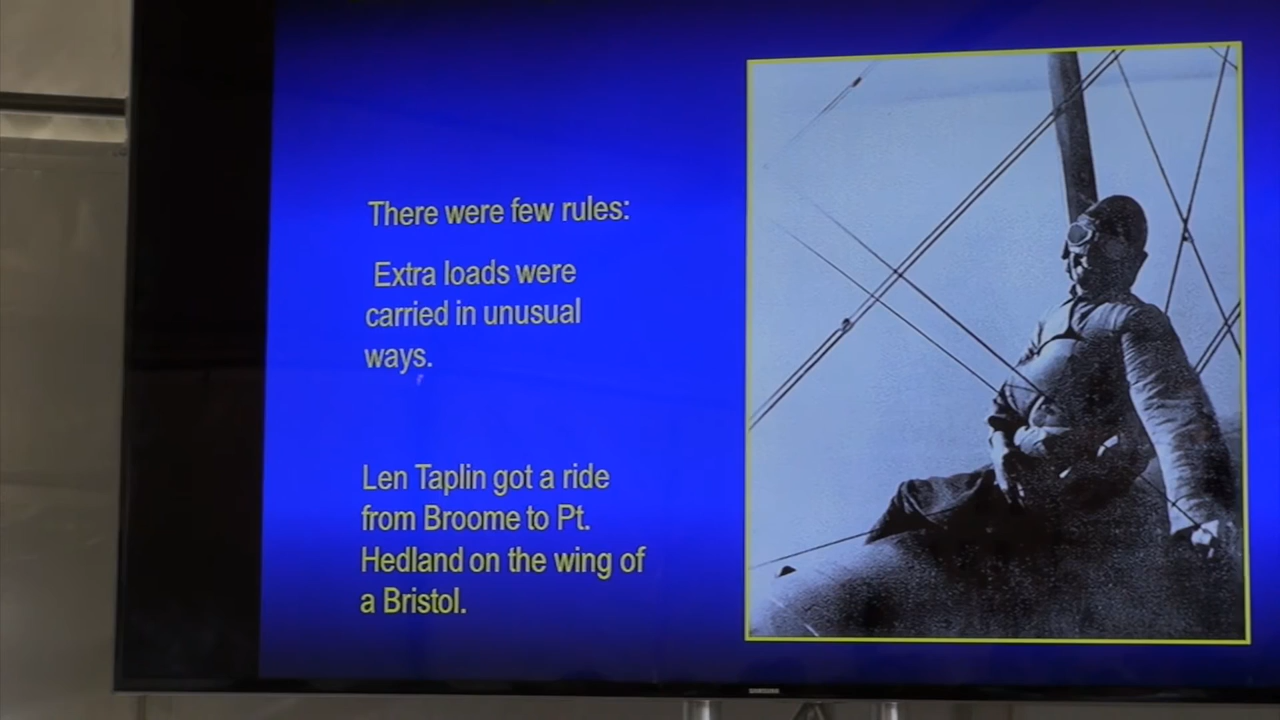 There were few rules:
Extra loads were
carried in unusual
ways.
Len Taplin got a ride
from Broome to Pt.
Hedland on the wing of
a Bristol.
SAMSUNG